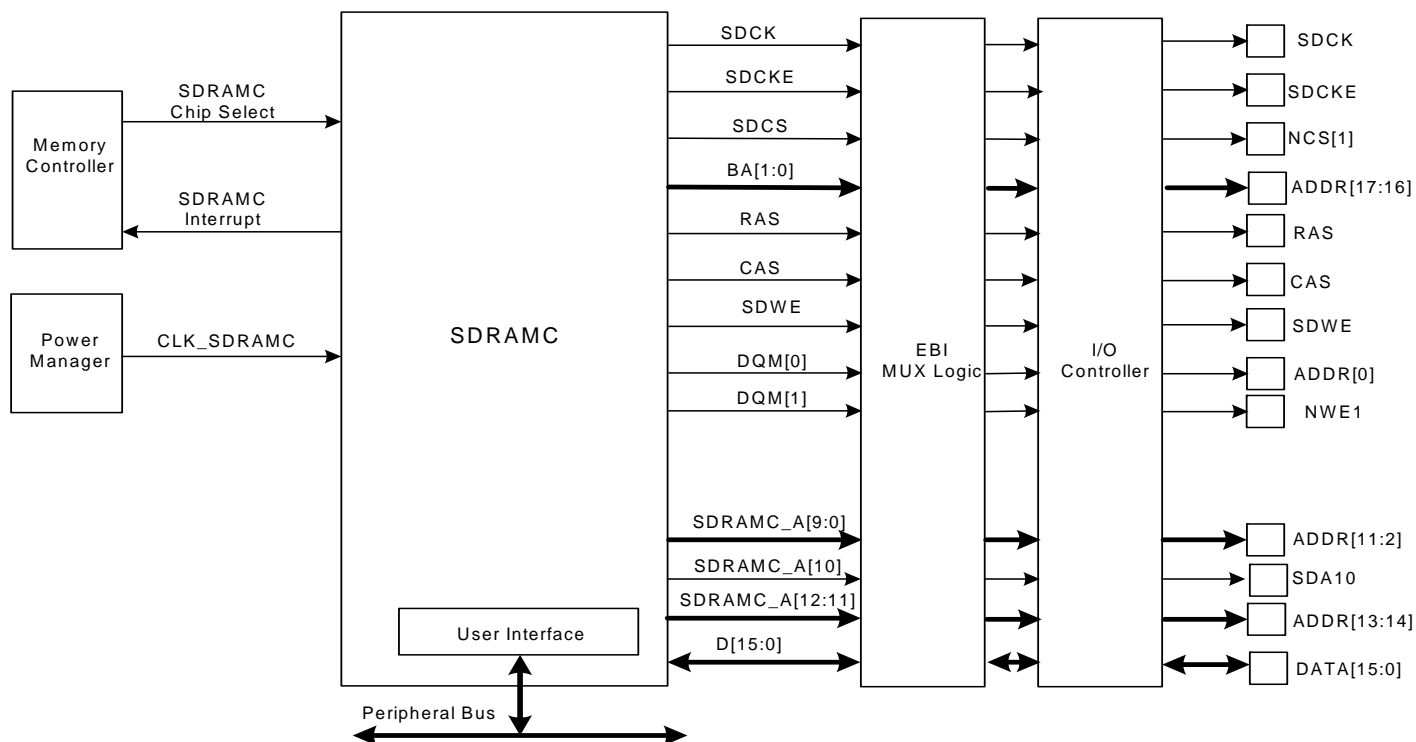 SDCK
SDCK
SDCKE
SDCKE
SDRAMC
Chip Select
SDCS
NCS[1]
Memory
Controller
BA[1:0]
ADDR[17:16]
SDRAMC
Interrupt
RAS
RAS
CAS
CAS
SDWE
SDWE
Power
Manager
CLK_SDRAMC
SDRAMC
EBI
MUX Logic
I/O
Controller
DQM[0]
ADDR[0]
DQM[1]
NWE1
SDRAMC_A[9:0]
ADDR[11:2]
SDRAMC_A[10]
SDA10
SDRAMC_A[12:11]
ADDR[13:14]
User Interface
D[15:0]
DATA[15:0]
Peripheral Bus